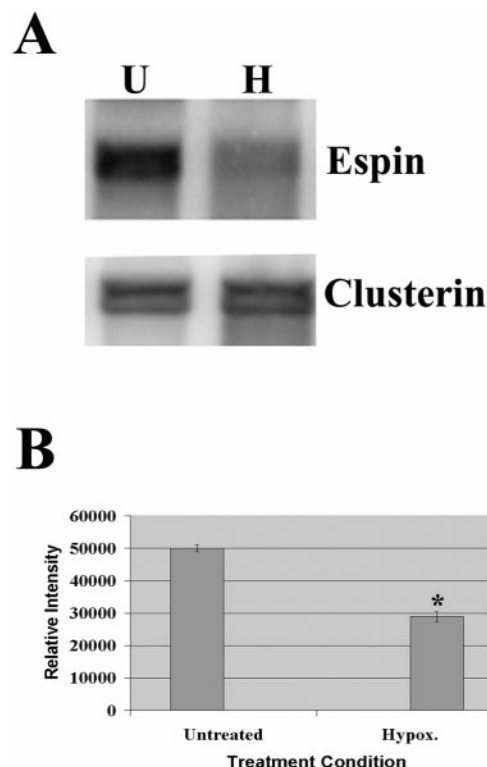 A
U H
Espin
Clusterin
B
60000
50000
40000
30000
20000
10000
0
Relative Intensity
*
Untreated Hypox.
Treatment Condition